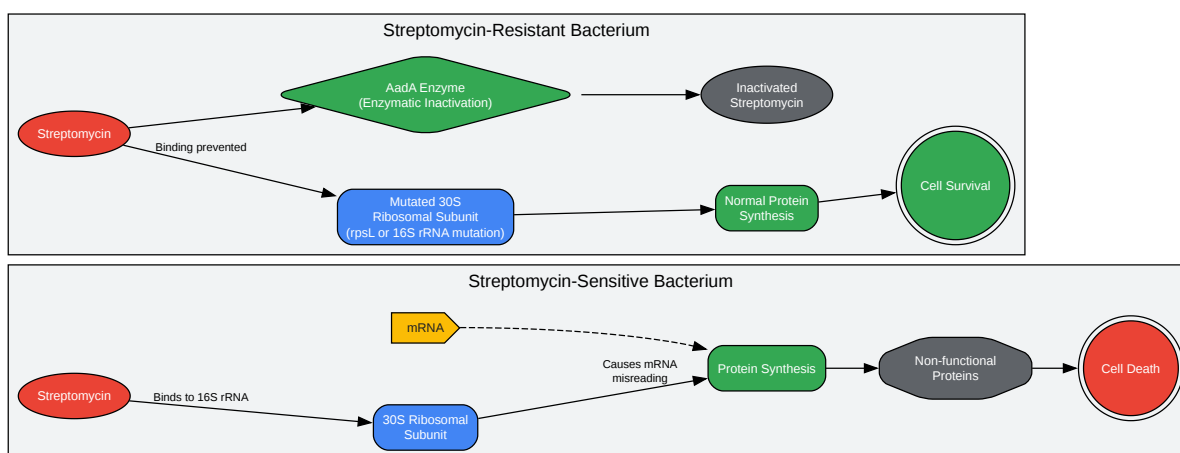 Streptomycin-Resistant Bacterium
AadA Enzyme
(Enzymatic Inactivation)
Inactivated
Streptomycin
Streptomycin
Binding prevented
Mutated 30S
Ribosomal Subunit
(rpsL or 16S rRNA mutation)
Normal Protein
Synthesis
Cell Survival
Streptomycin-Sensitive Bacterium
mRNA
Causes mRNA
misreading
Protein Synthesis
Non-functional
Proteins
Cell Death
Streptomycin
Binds to 16S rRNA
30S Ribosomal
Subunit